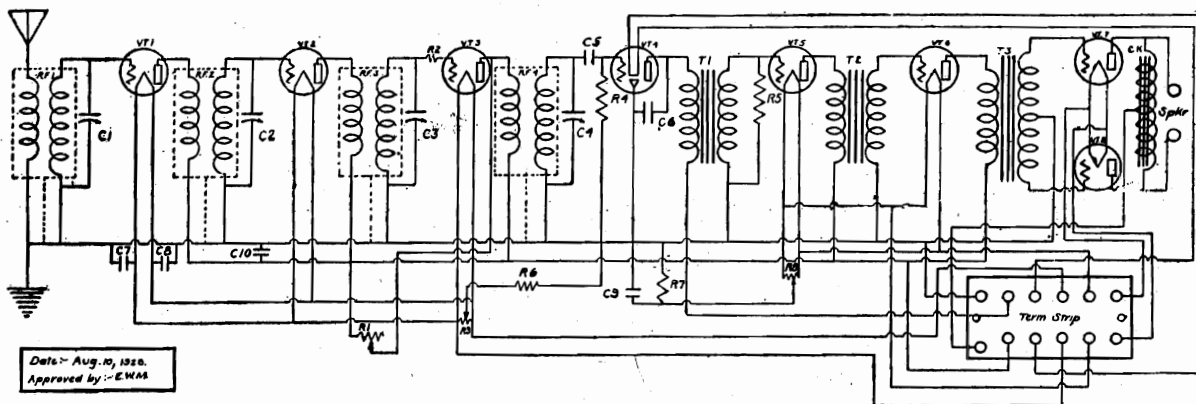 VT1
VT2
R2
VT3
C5
VT4
VT5
VT6
VT7
RF1
RF2
RF3
RF4
T1
T2
T3
CK
C1
C2
C3
C4
R4
C6
R5
Spkr
VT8
C7
C8
C10
R6
C9
R7
R8
R1
R3
Term Strip
Date:- Aug. 10, 1928.
Approved by:- E.W.M.